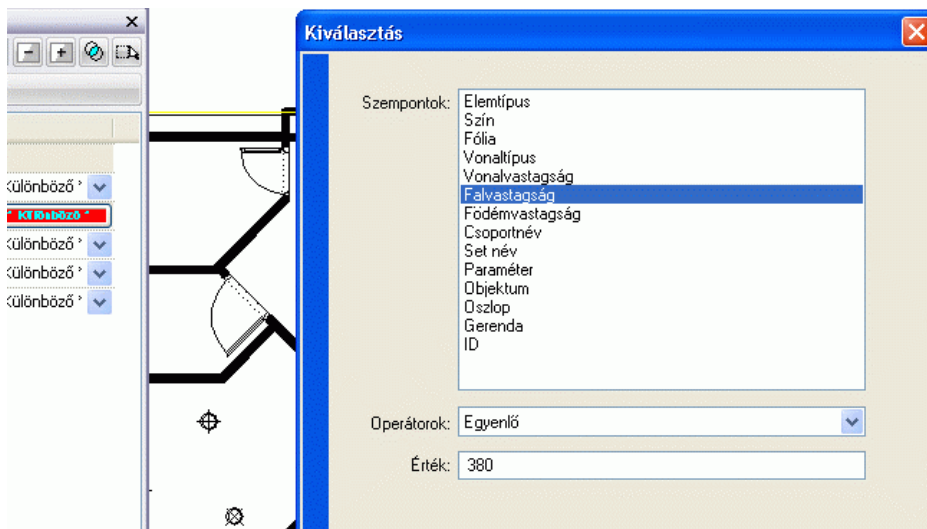 Kiválasztás
Szempontok:
Elemtípus
Szín
Fólia
Vonaltípus
Vonalvastagság
Falvastagság
Födémvastagság
Csoportnév
Set név
Paraméter
Objektum
Oszlop
Gerenda
ID
Operátorok: Egyenlő
Érték: 380
Különböző *
* Különböző *
Különböző *
Különböző *
Különböző *